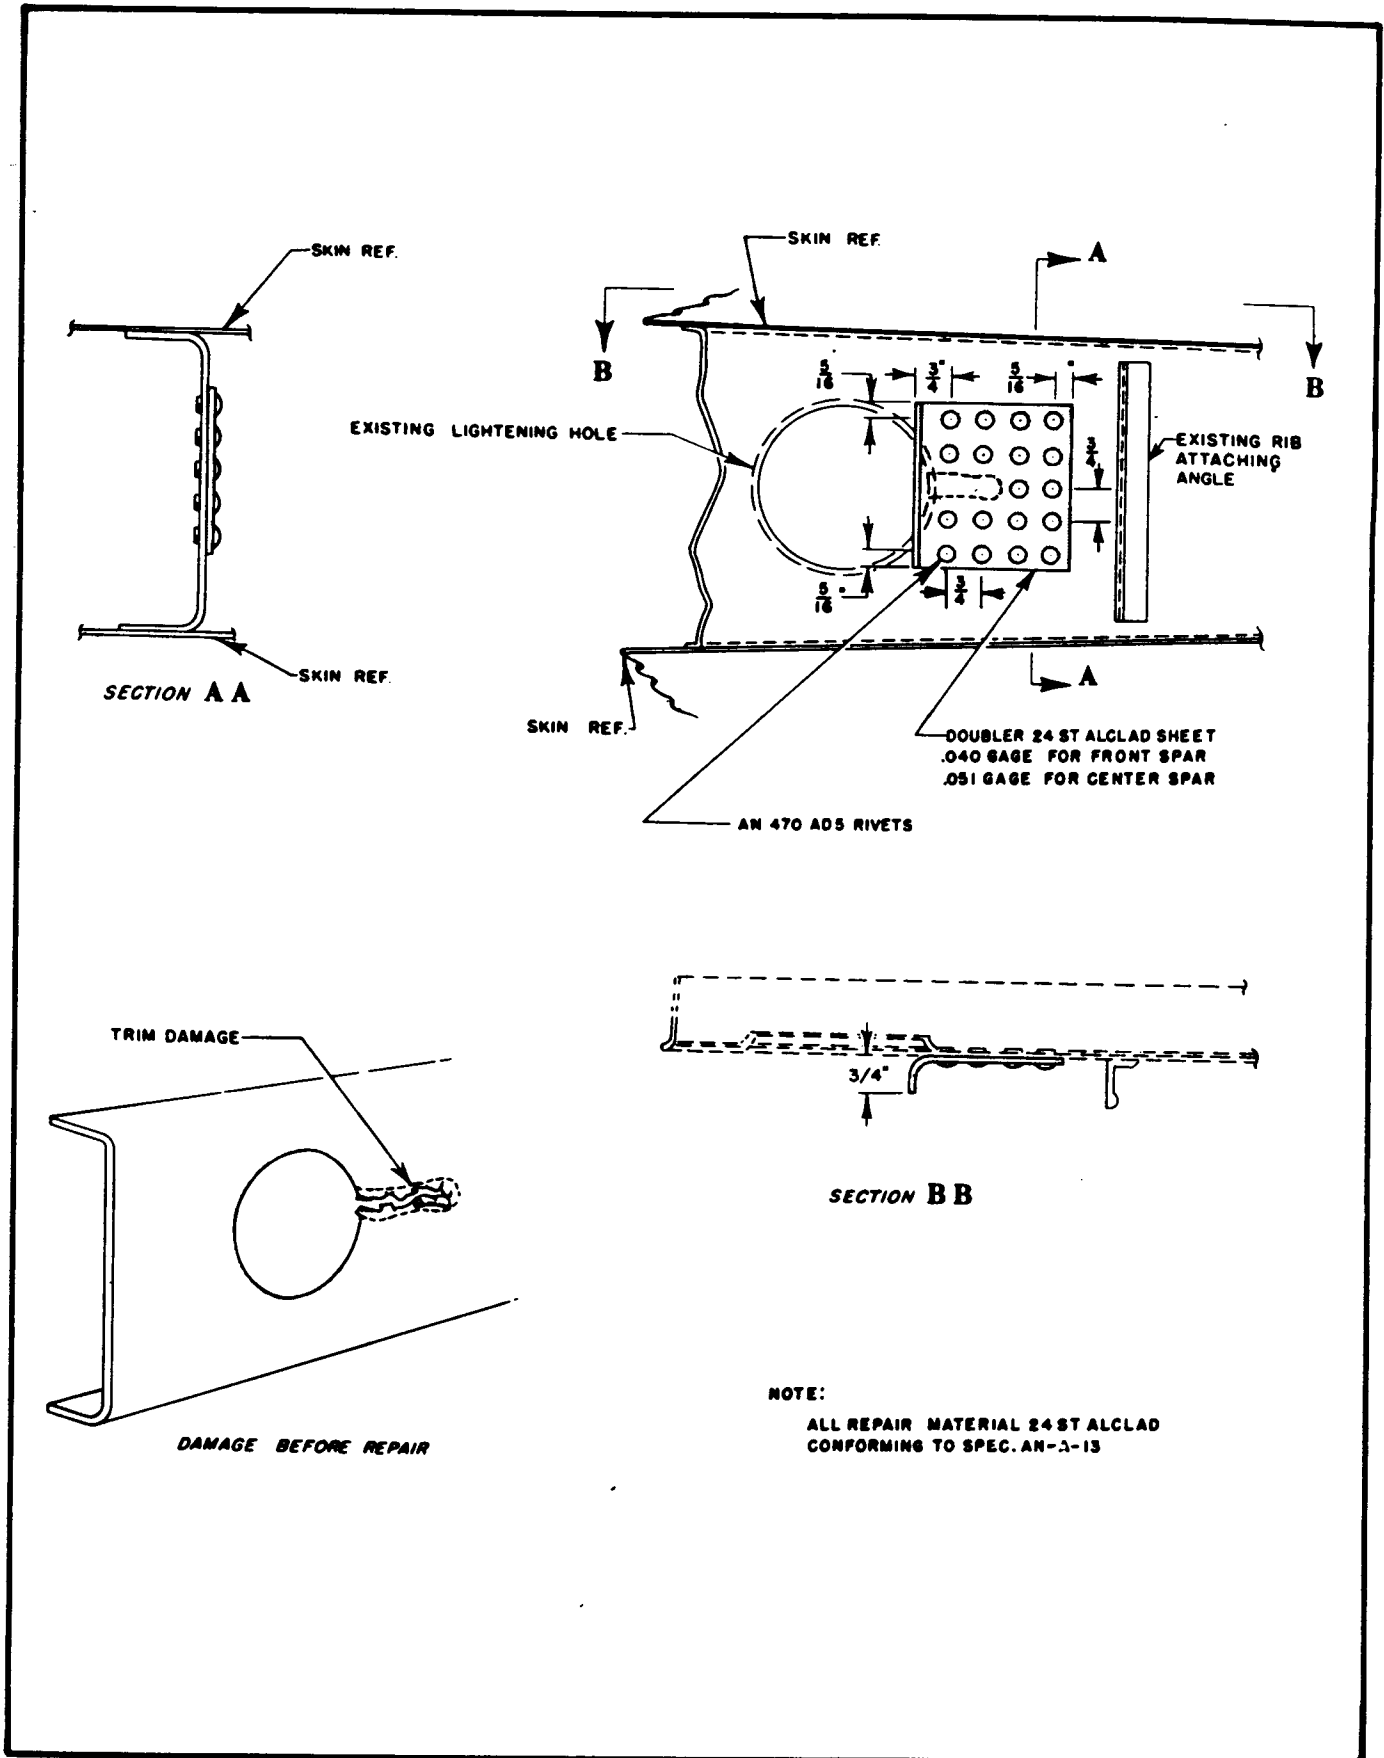 SKIN REF.
SKIN REF.
A
B
B
5/16"
3/4"
5/16"
EXISTING LIGHTENING HOLE
3/4
EXISTING RIB
ATTACHING
ANGLE
5/16"
3/4
SKIN REF.
SECTION A A
A
SKIN REF.
DOUBLER 24 ST ALCLAD SHEET
.040 GAGE FOR FRONT SPAR
.051 GAGE FOR CENTER SPAR
AN 470 AD5 RIVETS
TRIM DAMAGE
3/4"
SECTION B B
NOTE:
ALL REPAIR MATERIAL 24 ST ALCLAD
CONFORMING TO SPEC. AN-A-13
DAMAGE BEFORE REPAIR